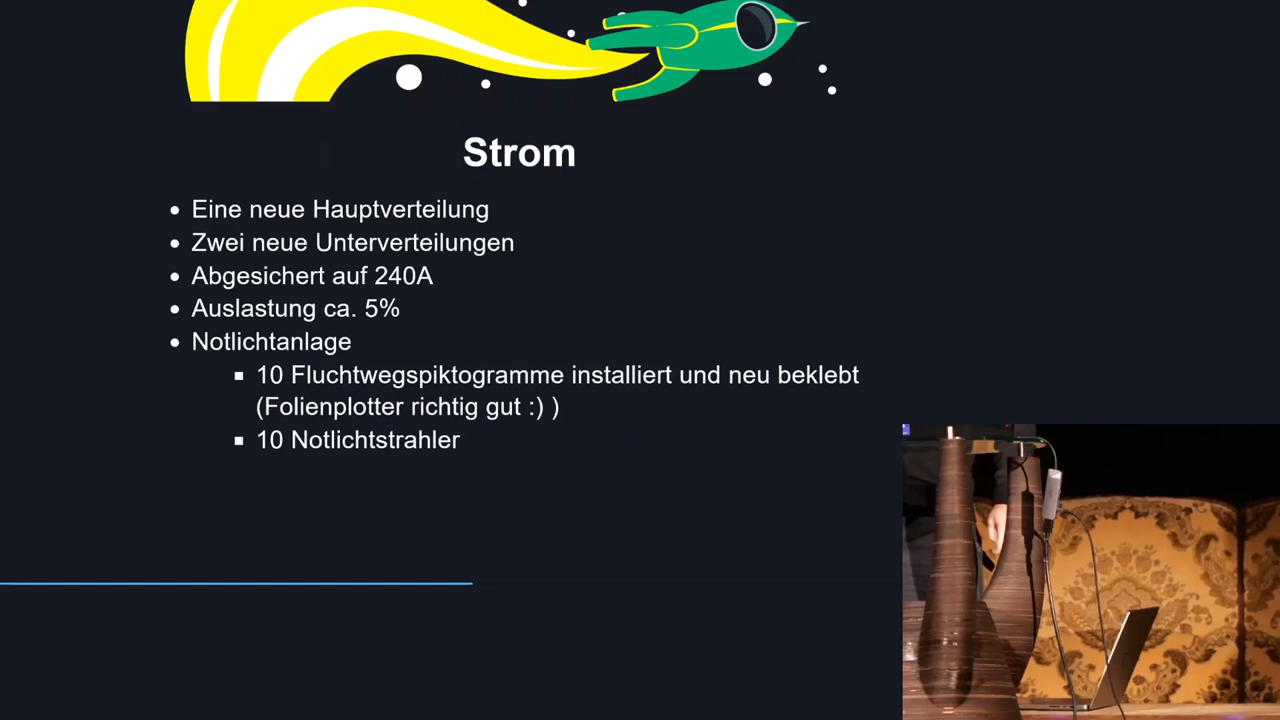 Strom
Eine neue Hauptverteilung
Zwei neue Unterverteilungen
Abgesichert auf 240A
Auslastung ca. 5%
Notlichtanlage
10 Fluchtwegspiktogramme installiert und neu beklebt
(Folienplotter richtig gut :) )
10 Notlichtstrahler